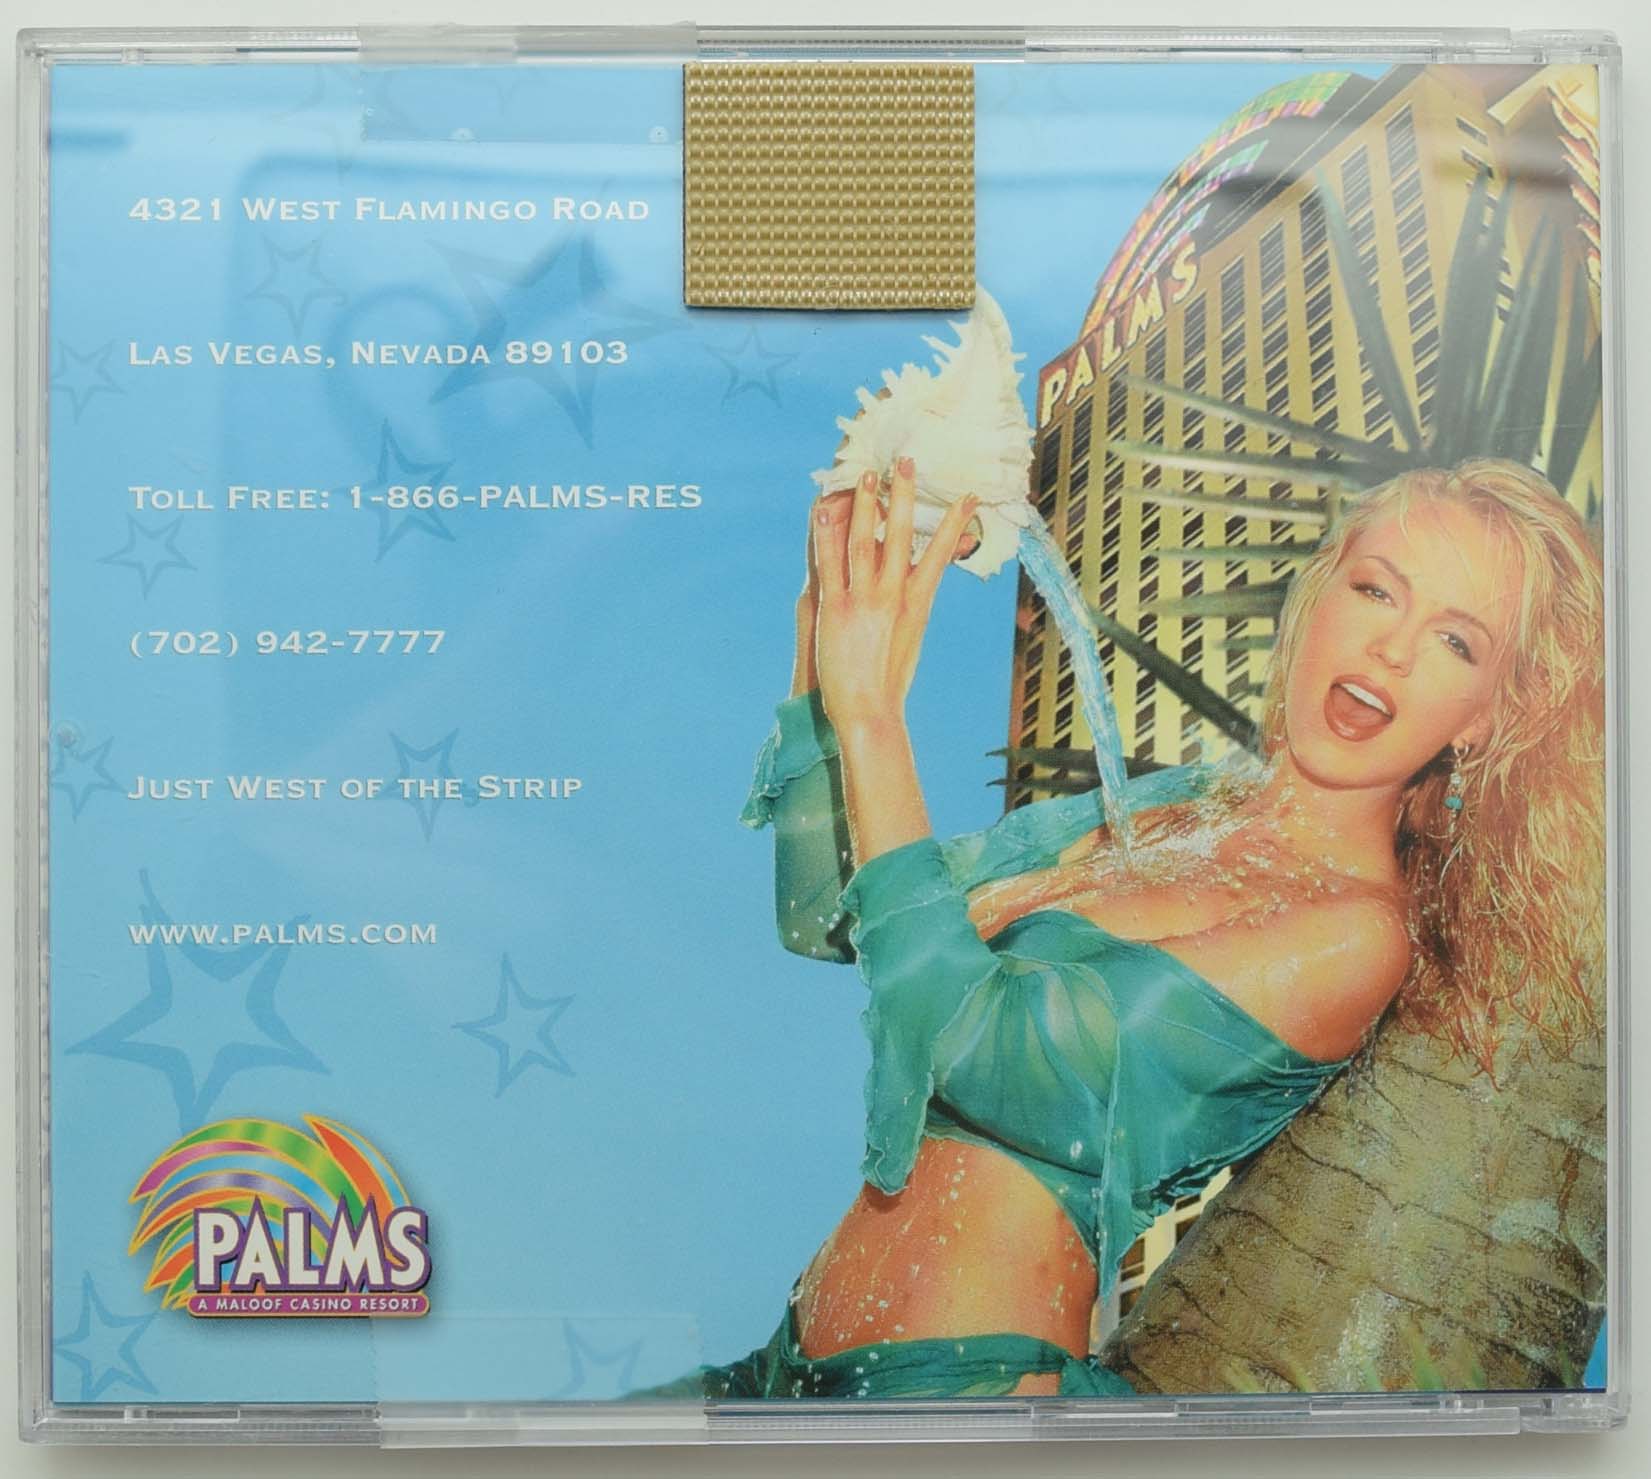 4321 West Flamingo Road
Las Vegas, Nevada 89103
Toll Free: 1-866-PALMS-RES
(702) 942-7777
Just West of the Strip
www.palms.com
PALMS
PALMS
A MALOOF CASINO RESORT